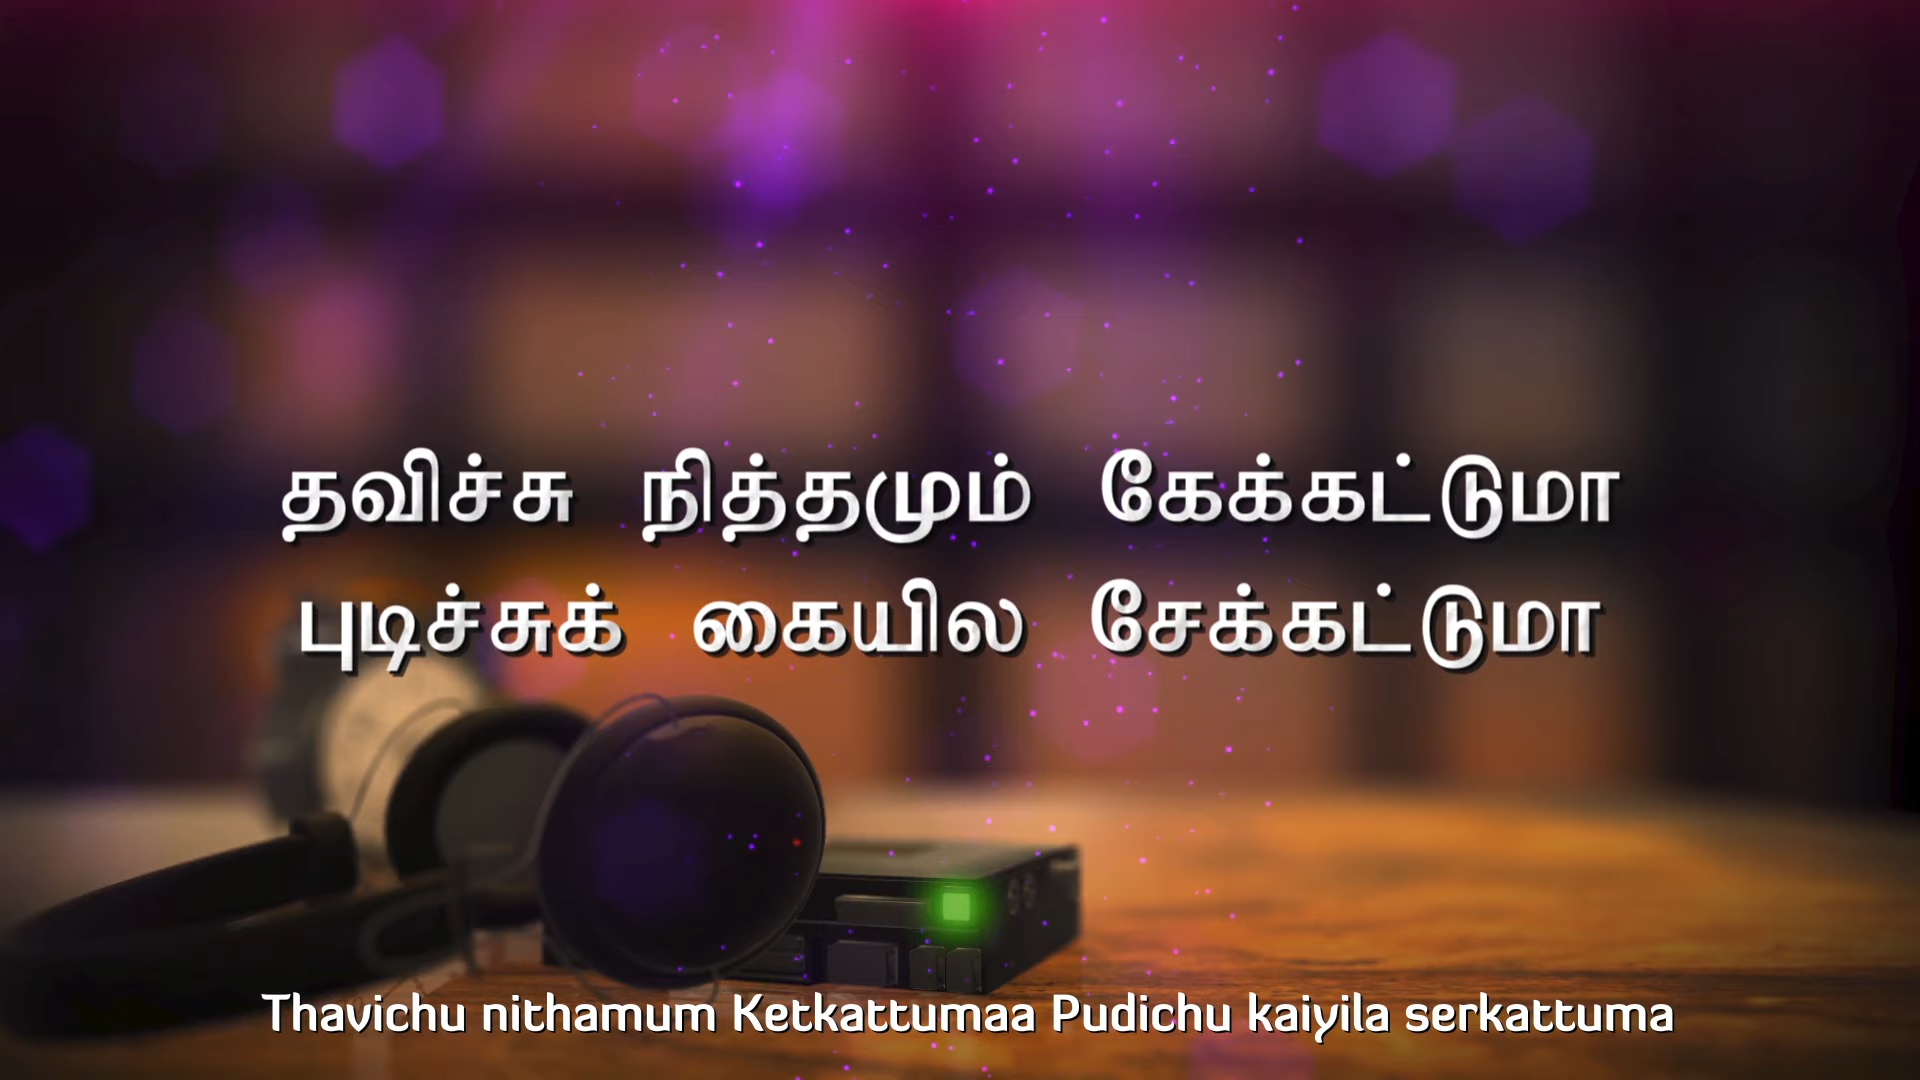 தவிச்சு நித்தமும் கேக்கட்டுமா
புடிச்சுக் கையில சேக்கட்டுமா
Thavichu nithamum Ketkattumaa Pudichu kaiyila serkattuma